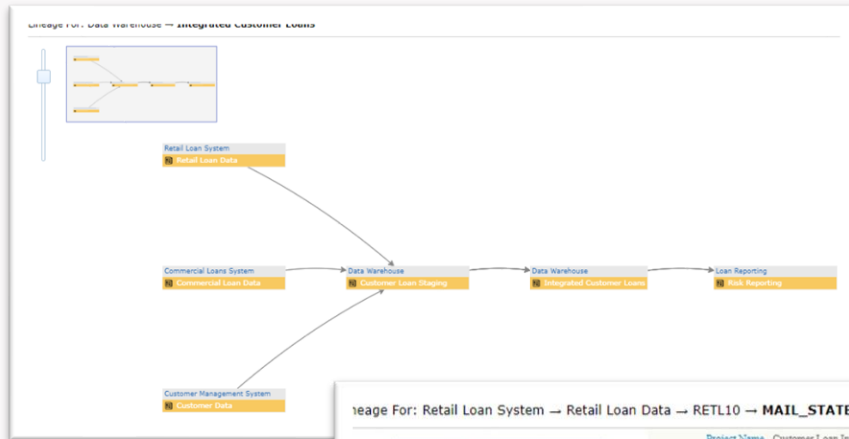 Lineage For: Data Warehouse → Integrated Customer Loans
Retail Loan System
Retail Loan Data
Commercial Loans System
Commercial Loan Data
Data Warehouse
Customer Loan Staging
Data Warehouse
Integrated Customer Loans
Loan Reporting
Risk Reporting
Customer Management System
Customer Data
neage For: Retail Loan System → Retail Loan Data → RETL10 → MAIL_STATE
Project Name Customer Loan